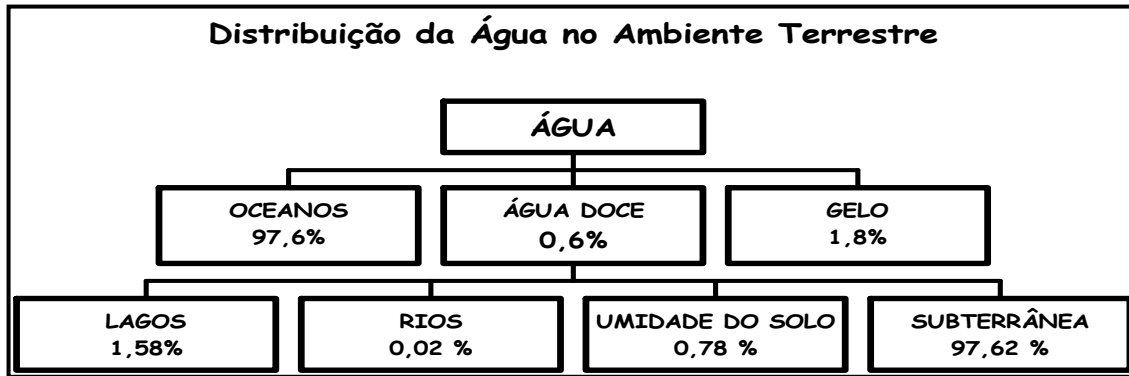 Distribuição da Água no Ambiente Terrestre
ÁGUA
OCEANOS
97,6%
ÁGUA DOCE
0,6%
GELO
1,8%
LAGOS
1,58%
RIOS
0,02 %
UMIDADE DO SOLO
0,78 %
SUBTERRÂNEA
97,62 %